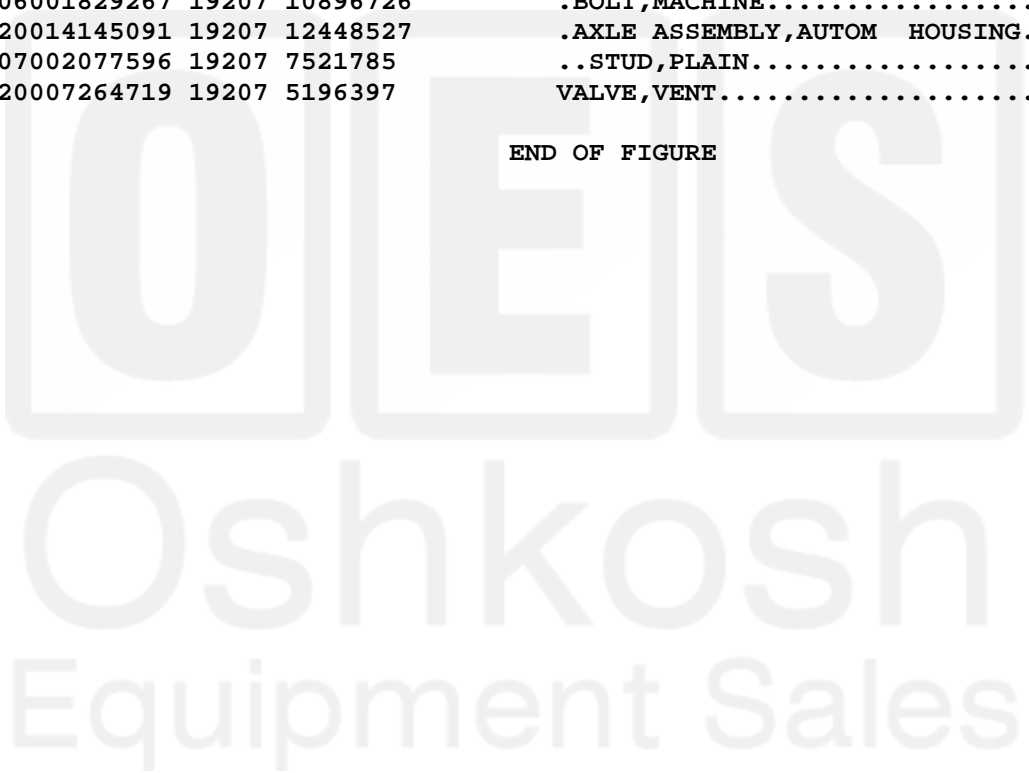 06001829267 19207 10896726 .BOLT,MACHINE.................
20014145091 19207 12448527 .AXLE ASSEMBLY,AUTOM HOUSING.
07002077596 19207 7521785 ..STUD,PLAIN..................
20007264719 19207 5196397 VALVE,VENT....................
END OF FIGURE
OES
Oshkosh
Equipment Sales